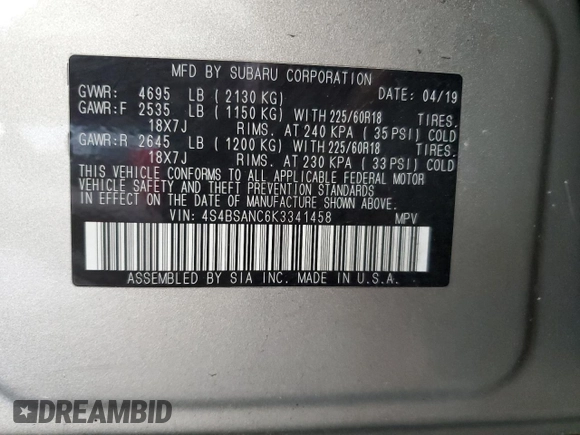 MFD BY SUBARU CORPORATION
GVWR: 4695 LB ( 2130 KG) 04/19
GAWR:F 2535 LB ( 1150 KG) WITH 225/60R18 TIRES.
18X7J RIMS. AT 240 KPA ( 35 PSI) COLD
GAWR:R 2645 LB ( 1200 KG) WITH 225/60R18 TIRES.
18X7J RIMS. AT 230 KPA ( 33 PSI) COLD
THIS VEHICLE CONFORMS TO ALL APPLICABLE FEDERAL MOTOR
VEHICLE SAFETY AND THEFT PREVENTION STANDARDS
IN EFFECT ON THE DATE OF MANUFACTURE SHOWN ABOVE.
VIN: 4S4BSANC6K3341458 MPV
ASSEMBLED BY SIA INC. MADE IN U.S.A.
DREAMBID